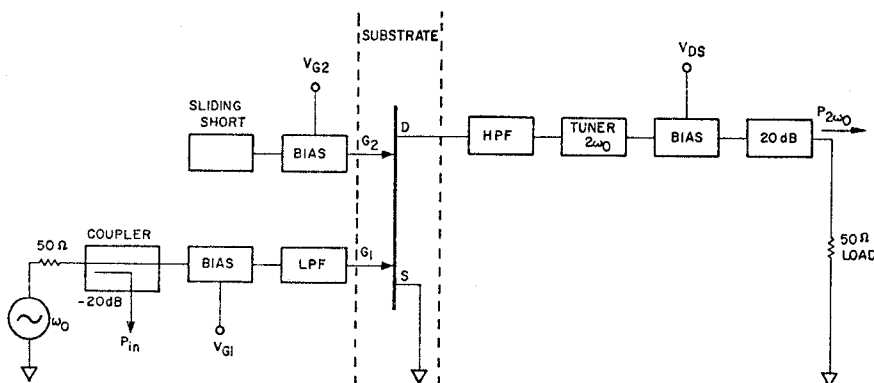 SUBSTRATE
V_G2
V_DS
SLIDING
SHORT
BIAS
G_2
D
HPF
TUNER
2ω_0
BIAS
20 dB
P_2ω_0
50 Ω
COUPLER
BIAS
LPF
G_1
S
50 Ω
LOAD
-20dB
ω_0
P_in
V_G1